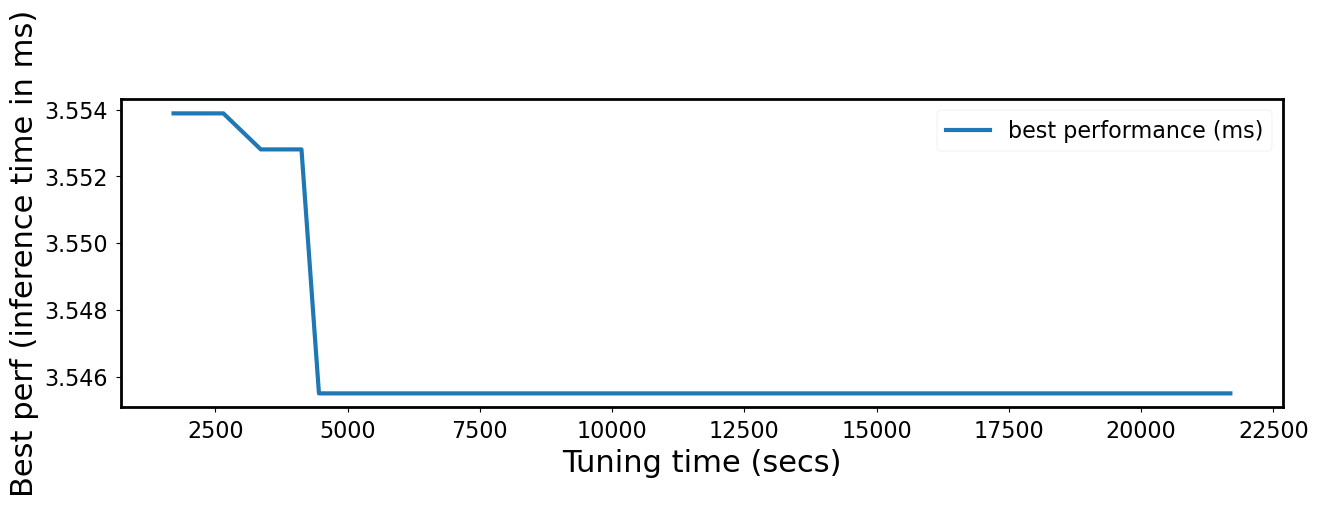 Best perf (inference time in ms)
3.554
3.552
3.550
3.548
3.546
best performance (ms)
2500 5000 7500 10000 12500 15000 17500 20000 22500
Tuning time (secs)